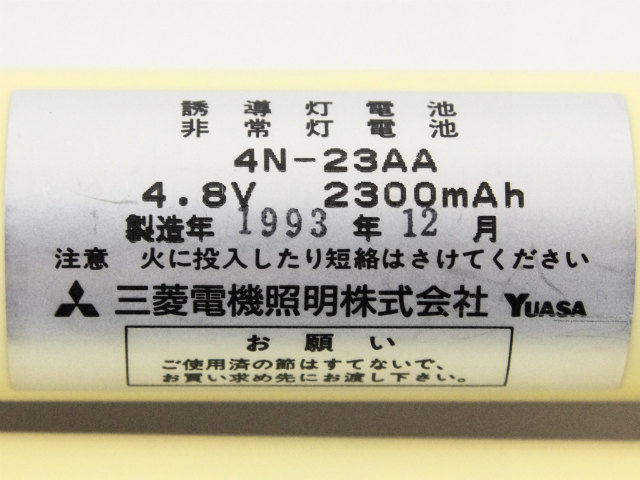 誘導灯電池
非常灯電池
4N-23AA
4.8V 2300mAh
製造年 1993 年 12 月
注意 火に投入したり短絡はさけてください
三菱電機照明株式会社 YUASA
お願い
ご使用済の節はすてないで、
お買い求め先にお渡し下さい。